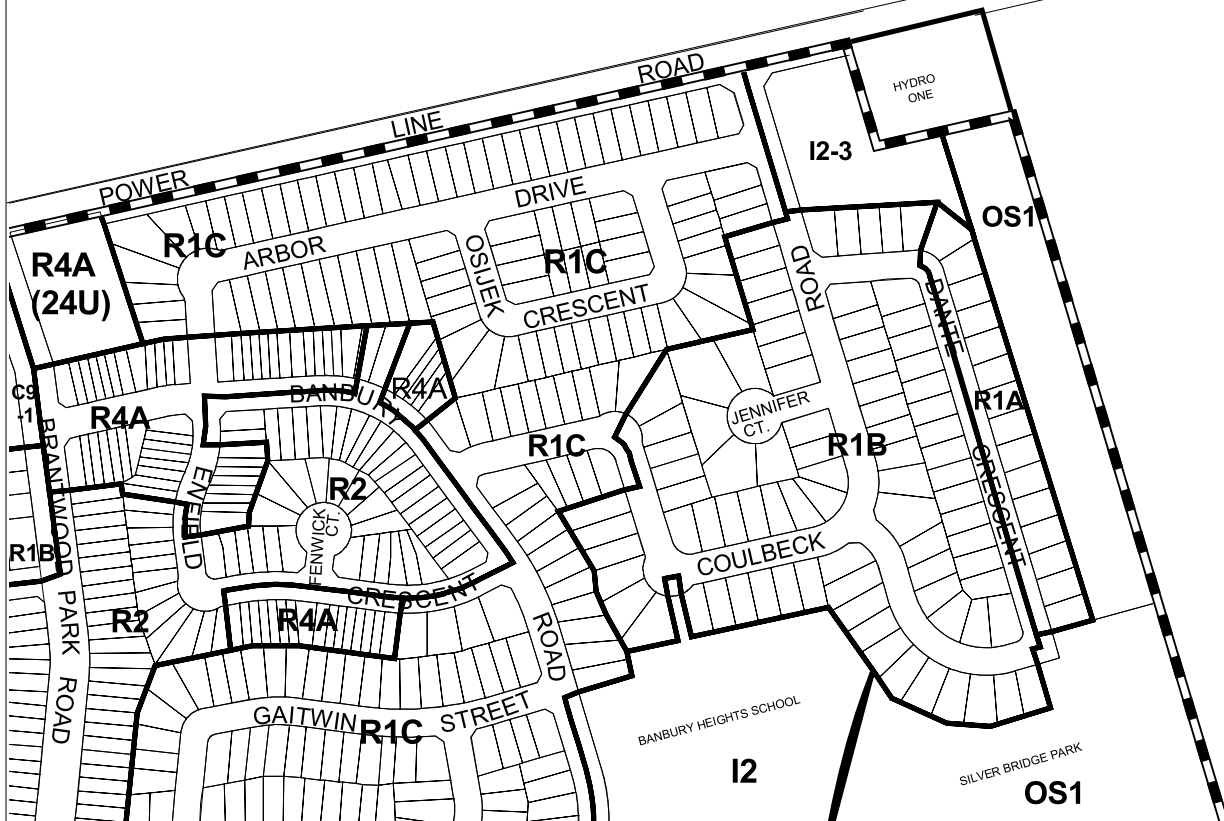 ROAD
HYDRO
ONE
LINE
I2-3
POWER
DRIVE
OS1
R1C
ARBOR
R4A
(24U)
OSIJEK
R1C
CRESCENT
ROAD
DANTE
C9
-1
R4A
BANBURY
R4A
R1A
JENNIFER
CT.
BRANTWOOD PARK ROAD
R1C
R1B
ENFIELD
R2
CRESCENT
FENWICK
CT.
R1B
COULBECK
CRESCENT
R2
R4A
ROAD
GAITWIN STREET
R1C
BANBURY HEIGHTS SCHOOL
I2
SILVER BRIDGE PARK
OS1